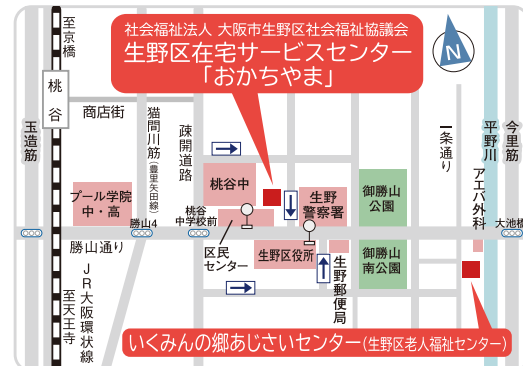 社会福祉法人 大阪市生野区社会福祉協議会
生野区在宅サービスセンター
「おかちやま」
至京橋
桃谷
商店街
玉造筋
猫間川筋
(豊里矢田線)
疎開道路
N
一条通り
平野川
今里筋
アエバ外科
プール学院
中・高
桃谷中
生野
警察署
御勝山
公園
勝山4
桃谷
中学校前
大池橋
勝山通り
区民
センター
生野区役所
生野郵便局
御勝山
南公園
JR大阪環状線
至天王寺
いくみんの郷あじさいセンター(生野区老人福祉センター)